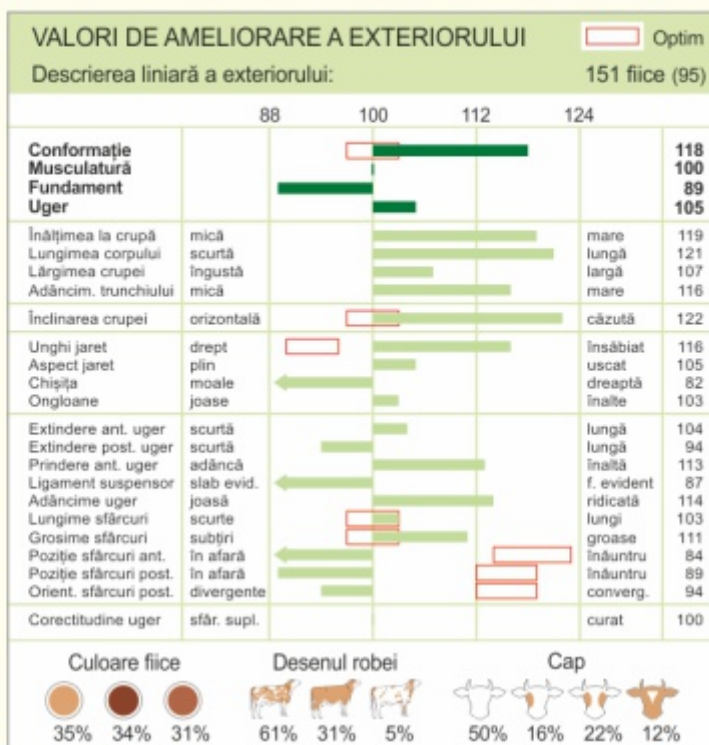 VALORI DE AMELIORARE A EXTERIORULUI Optim
Descrierea liniară a exteriorului: 151 fiice (95)
88 100 112 124
Conformație 118
Musculatură 100
Fundament 89
Uger 105
Înălțimea la crupă mică mare 119
Lungimea corpului scurtă lungă 121
Lărgimea crupei îngustă largă 107
Adâncim. trunchiului mică mare 116
Înclinarea crupei orizontală căzută 122
Unghi jaret drept însăbiat 116
Aspect jaret plin uscat 105
Chișița moale dreaptă 82
Ongloane joase înalte 103
Extindere ant. uger scurtă lungă 104
Extindere post. uger scurtă lungă 94
Prindere ant. uger adâncă înaltă 113
Ligament suspensor slab evid. f. evident 87
Adâncime uger joasă ridicată 114
Lungime sfârcuri scurte lungi 103
Grosime sfârcuri subțiri groase 111
Poziție sfârcuri ant. în afară înăuntru 84
Poziție sfârcuri post. în afară înăuntru 89
Orient. sfârcuri post. divergente converg. 94
Corectitudine uger sfâr. supl. curat 100
Culoare fiice Desenul robei Cap
35% 34% 31% 61% 31% 5% 50% 16% 22% 12%